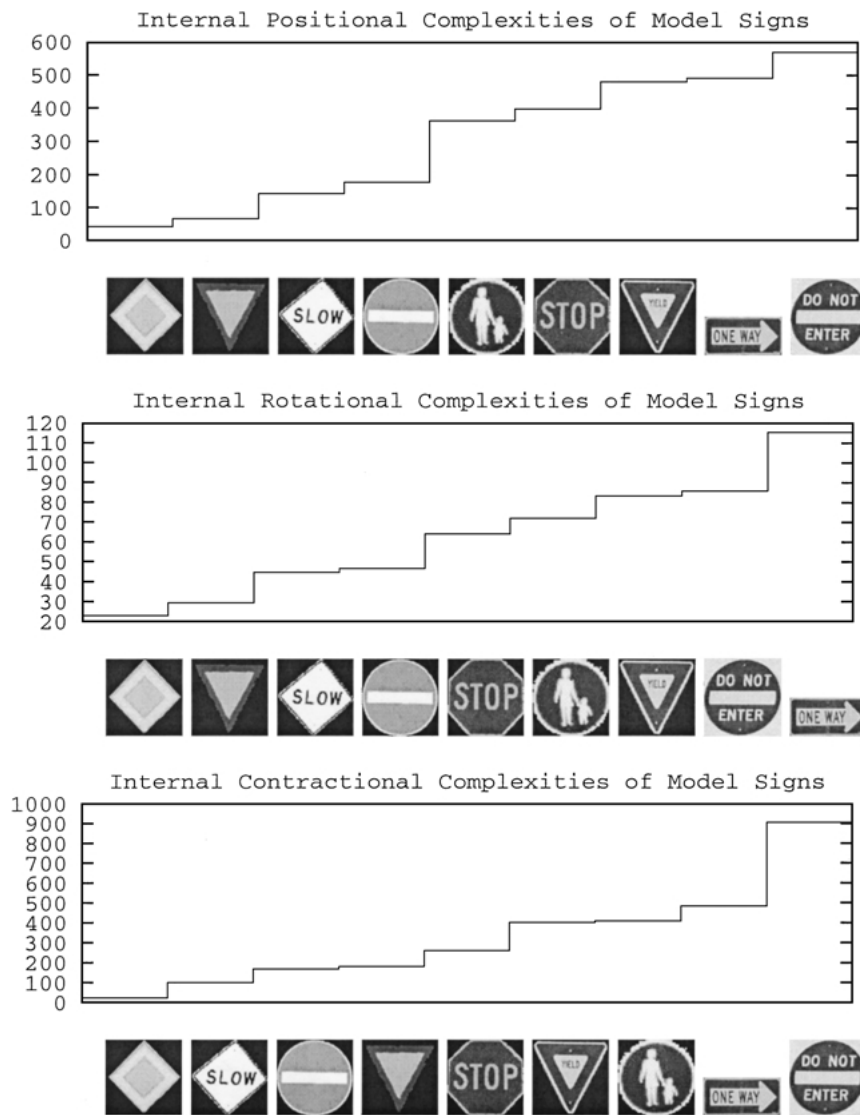 Internal Positional Complexities of Model Signs
600
500
400
300
200
100
0
SLOW
STOP
YIELD
ONE WAY
DO NOT
ENTER
Internal Rotational Complexities of Model Signs
120
110
100
90
80
70
60
50
40
30
20
SLOW
STOP
YIELD
DO NOT
ENTER
ONE WAY
Internal Contractional Complexities of Model Signs
1000
900
800
700
600
500
400
300
200
100
0
SLOW
STOP
YIELD
ONE WAY
DO NOT
ENTER